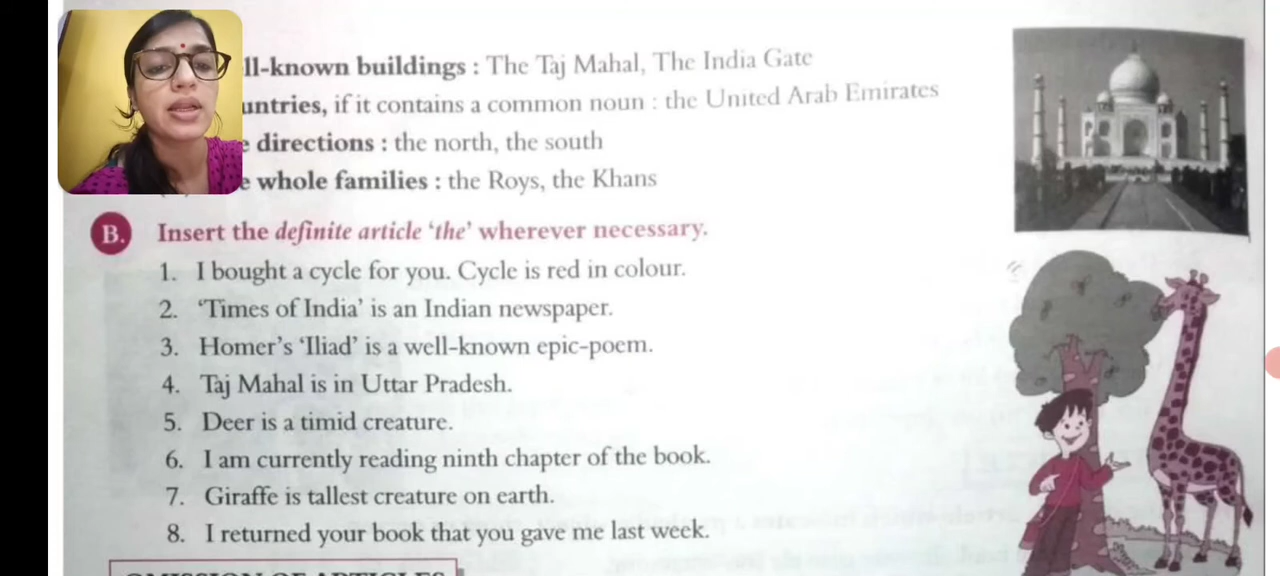 ll-known buildings : The Taj Mahal, The India Gate
untries, if it contains a common noun : the United Arab Emirates
e directions : the north, the south
e whole families : the Roys, the Khans
B. Insert the definite article ‘the’ wherever necessary.
1. I bought a cycle for you. Cycle is red in colour.
2. ‘Times of India’ is an Indian newspaper.
3. Homer's ‘Iliad’ is a well-known epic-poem.
4. Taj Mahal is in Uttar Pradesh.
5. Deer is a timid creature.
6. I am currently reading ninth chapter of the book.
7. Giraffe is tallest creature on earth.
8. I returned your book that you gave me last week.
OMISSION OF ARTICLES